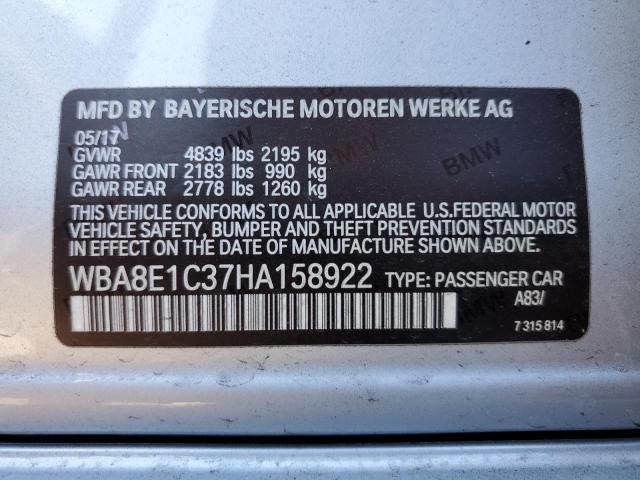 MFD BY BAYERISCHE MOTOREN WERKE AG
05/17
GVWR 4839 lbs 2195 kg
GAWR FRONT 2183 lbs 990 kg
GAWR REAR 2778 lbs 1260 kg
THIS VEHICLE CONFORMS TO ALL APPLICABLE U.S.FEDERAL MOTOR
VEHICLE SAFETY, BUMPER AND THEFT PREVENTION STANDARDS
IN EFFECT ON THE DATE OF MANUFACTURE SHOWN ABOVE.
WBA8E1C37HA158922 TYPE: PASSENGER CAR
A83/
7 315 814
BMW
BMW